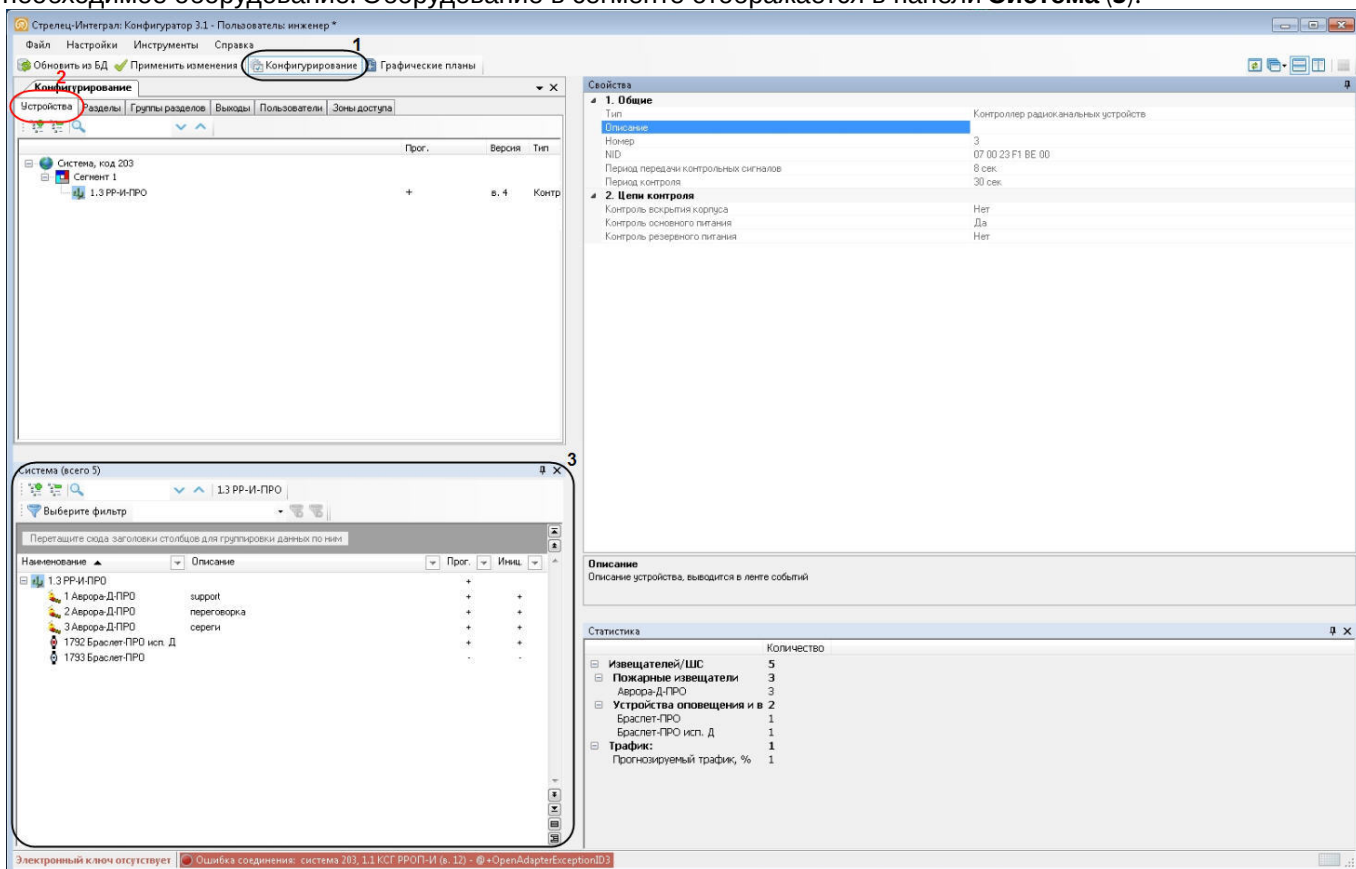 необходимое оборудование. Оборудование в сегменте отображается в панели Система (3).
Стрелец-Интеграл: Конфигуратор 3.1 - Пользователь: инженер *
Файл Настройки Инструменты Справка
1
Обновить из БД Применить изменения Конфигурирование Графические планы
2
Конфигурирование
Устройства Разделы Группы разделов Выходы Пользователи Зоны доступа
Прог. Версия Тип
Система, код 203
Сегмент 1
1.3 РР-И-ПРО + в. 4 Контр
Свойства
1. Общие
Тип Контроллер радиоканальных устройств
Описание
Номер 3
NID 07 00 23 F1 BE 00
Период передачи контрольных сигналов 8 сек
Период контроля 30 сек
2. Цепи контроля
Контроль вскрытия корпуса Нет
Контроль основного питания Да
Контроль резервного питания Нет
3
Система (всего 5)
1.3 РР-И-ПРО
Выберите фильтр
Перетащите сюда заголовки столбцов для группировки данных по ним
Наименование Описание Прог. Иниц.
1.3 РР-И-ПРО +
1 Аврора-Д-ПРО support + +
2 Аврора-Д-ПРО переговорка + +
3 Аврора-Д-ПРО сереги + +
1792 Браслет-ПРО исп. Д + +
1793 Браслет-ПРО - -
Описание
Описание устройства, выводится в ленте событий
Статистика
Количество
Извещателей/ШС 5
Пожарные извещатели 3
Аврора-Д-ПРО 3
Устройства оповещения и в 2
Браслет-ПРО 1
Браслет-ПРО исп. Д 1
Трафик: 1
Прогнозируемый трафик, % 1
Электронный ключ отсутствует Ошибка соединения: система 203, 1.1 КСГ РРОП-И (в. 12) - @+OpenAdapterExceptionID3